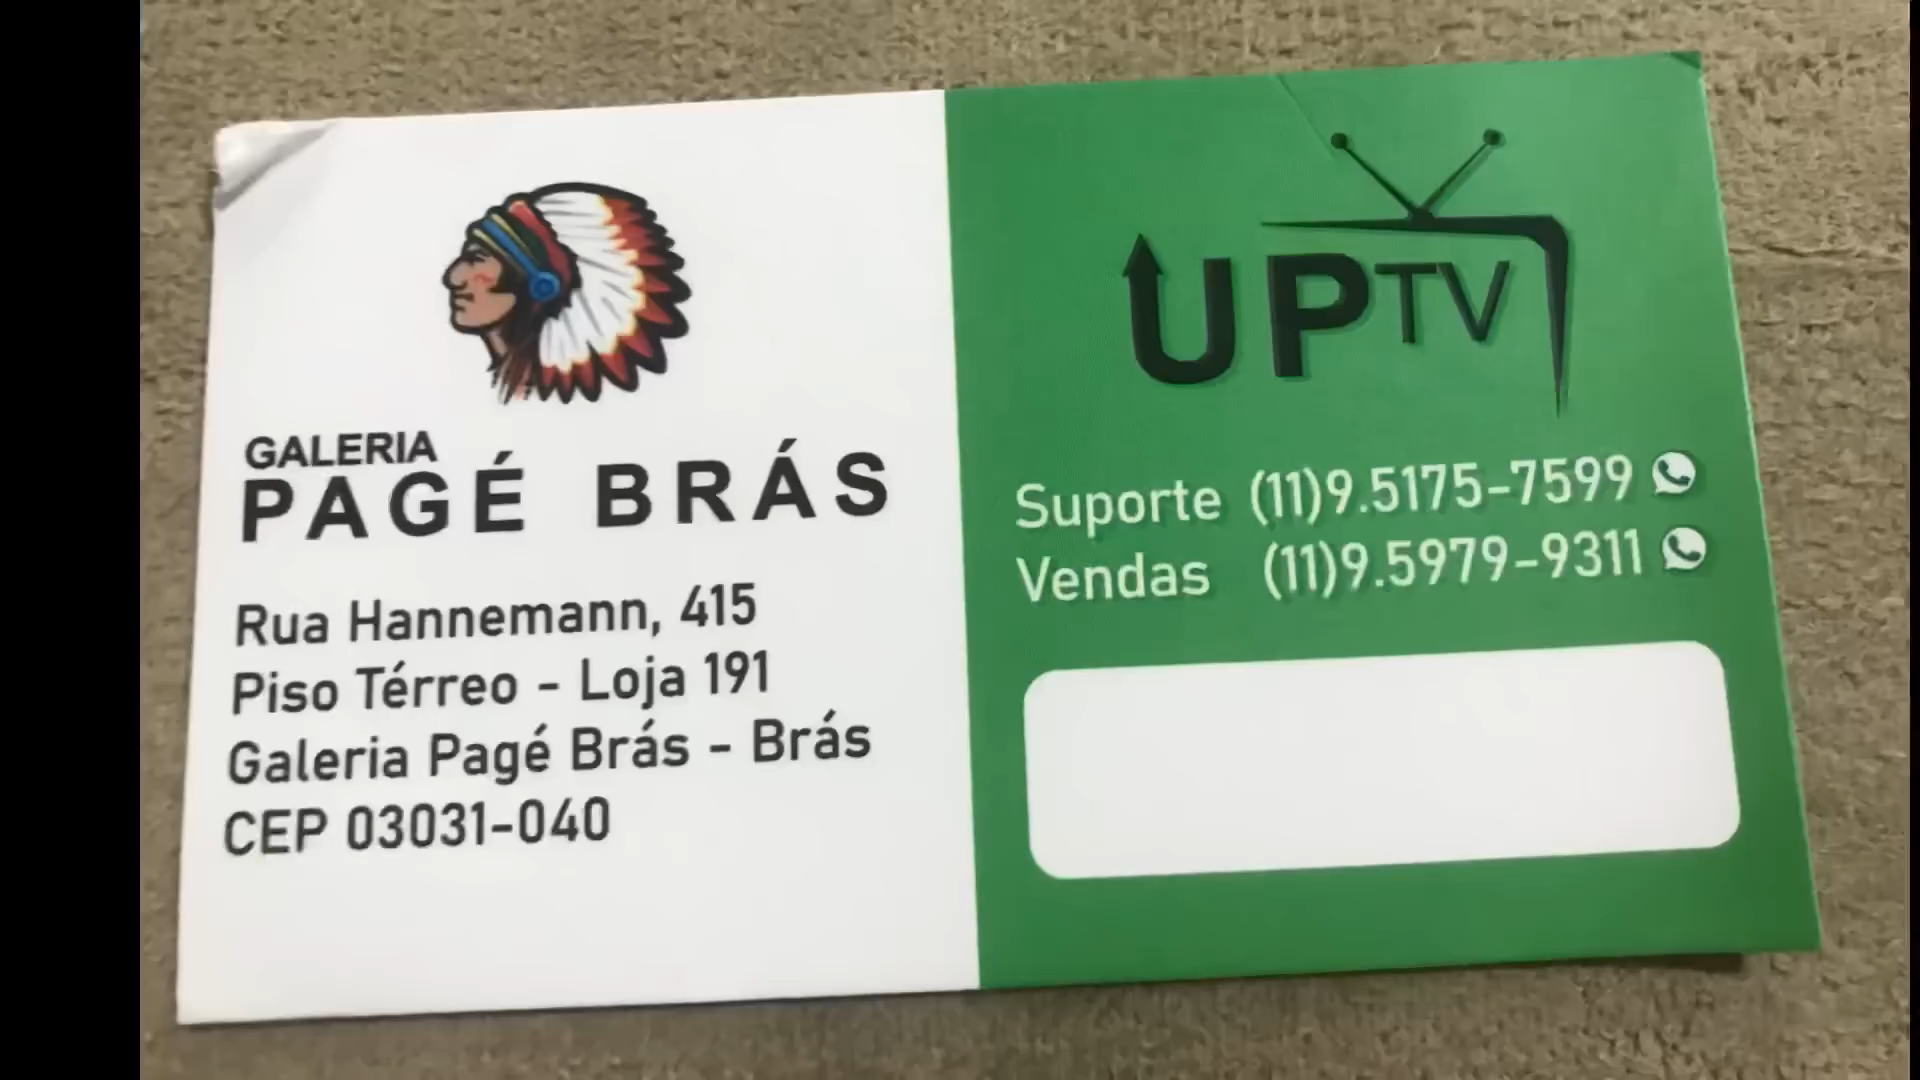 GALERIA
PAGÉ BRÁS
Rua Hannemann, 415
Piso Térreo - Loja 191
Galeria Pagé Brás - Brás
CEP 03031-040
UPTV
Suporte (11)9.5175-7599
Vendas (11)9.5979-9311